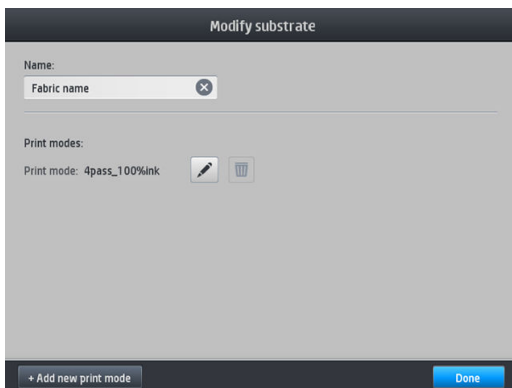 Modify substrate
Name:
Fabric name
Print modes:
Print mode: 4pass_100%ink
+ Add new print mode
Done